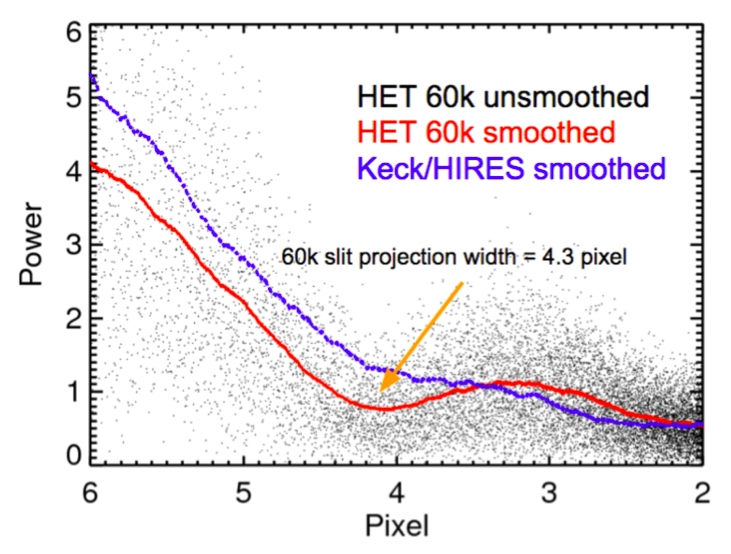 6
5
4
3
2
1
0
Power
HET 60k unsmoothed
HET 60k smoothed
Keck/HIRES smoothed
60k slit projection width = 4.3 pixel
6 5 4 3 2
Pixel